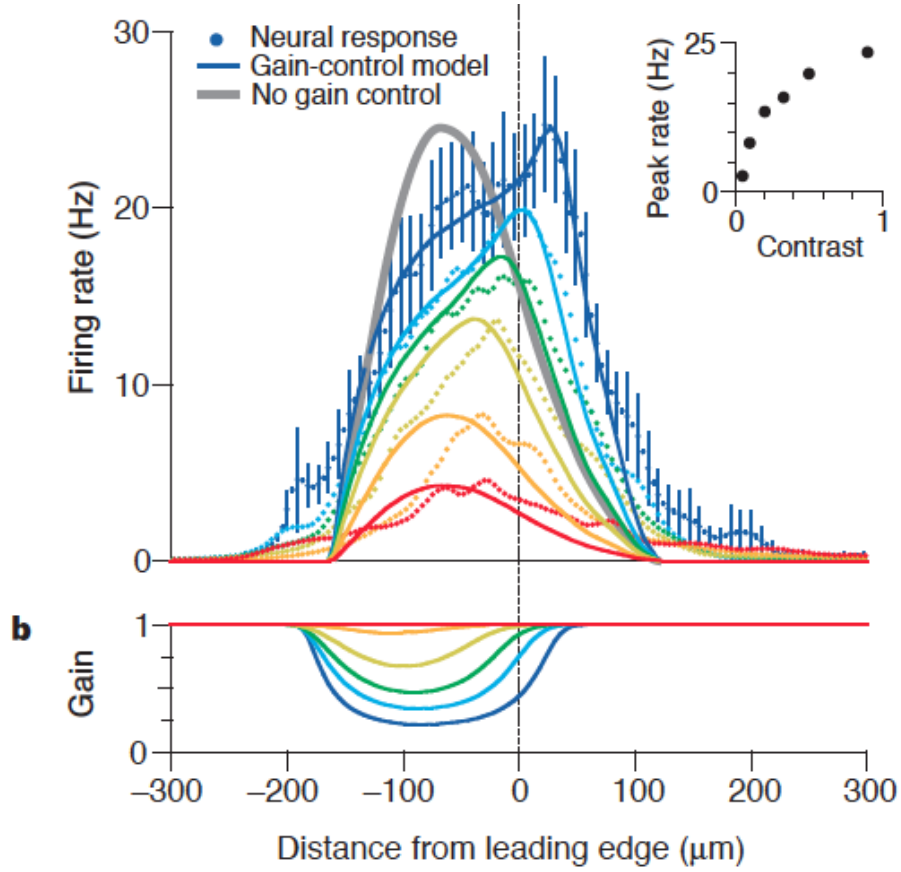 30
Neural response
Gain-control model
No gain control
20
10
0
Firing rate (Hz)
25
0
Peak rate (Hz)
0
1
Contrast
b
1
0
Gain
−300
−200
−100
0
100
200
300
Distance from leading edge (μm)